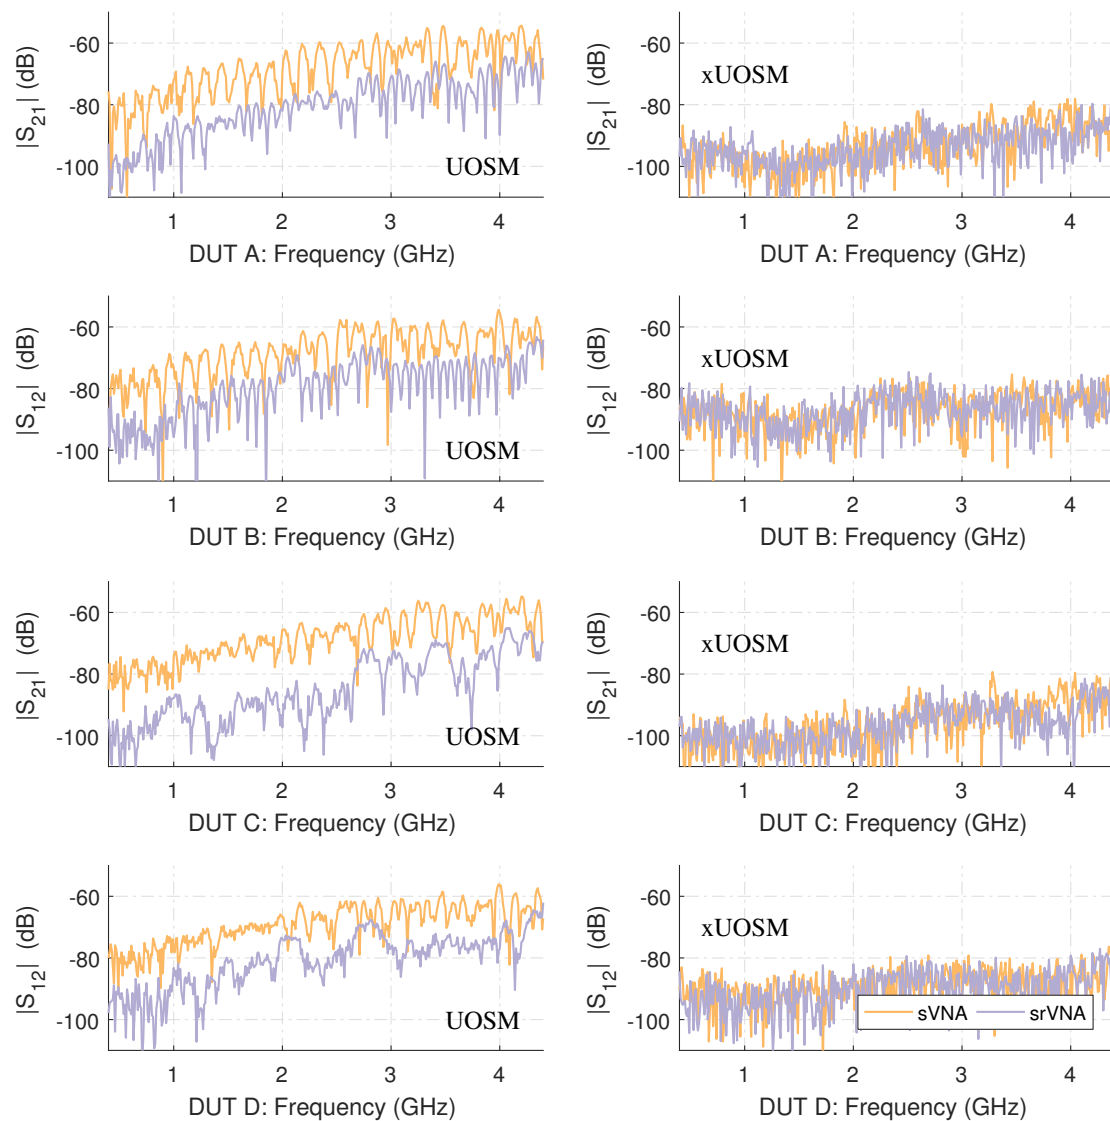 |S21| (dB)
-60
-80
-100
UOSM
1 2 3 4
DUT A: Frequency (GHz)
|S21| (dB)
-60
-80
-100
xUOSM
1 2 3 4
DUT A: Frequency (GHz)
|S12| (dB)
-60
-80
-100
UOSM
1 2 3 4
DUT B: Frequency (GHz)
|S12| (dB)
-60
-80
-100
xUOSM
1 2 3 4
DUT B: Frequency (GHz)
|S21| (dB)
-60
-80
-100
UOSM
1 2 3 4
DUT C: Frequency (GHz)
|S21| (dB)
-60
-80
-100
xUOSM
1 2 3 4
DUT C: Frequency (GHz)
|S12| (dB)
-60
-80
-100
UOSM
1 2 3 4
DUT D: Frequency (GHz)
|S12| (dB)
-60
-80
-100
xUOSM
sVNA srVNA
1 2 3 4
DUT D: Frequency (GHz)